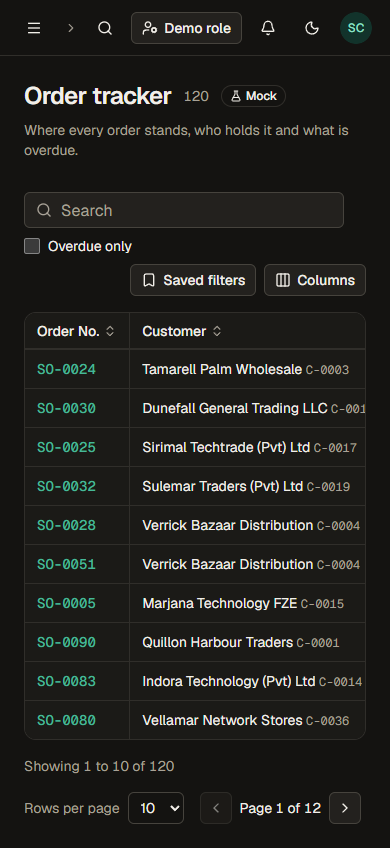 Demo role SC
Order tracker 120 Mock
Where every order stands, who holds it and what is
overdue.
Search
Overdue only
Saved filters Columns
Order No. Customer
SO-0024 Tamarell Palm Wholesale C-0003
SO-0030 Dunefall General Trading LLC C-001
SO-0025 Sirimal Techtrade (Pvt) Ltd C-0017
SO-0032 Sulemar Traders (Pvt) Ltd C-0019
SO-0028 Verrick Bazaar Distribution C-0004
SO-0051 Verrick Bazaar Distribution C-0004
SO-0005 Marjana Technology FZE C-0015
SO-0090 Quillon Harbour Traders C-0001
SO-0083 Indora Technology (Pvt) Ltd C-0014
SO-0080 Vellamar Network Stores C-0036
Showing 1 to 10 of 120
Rows per page 10 Page 1 of 12